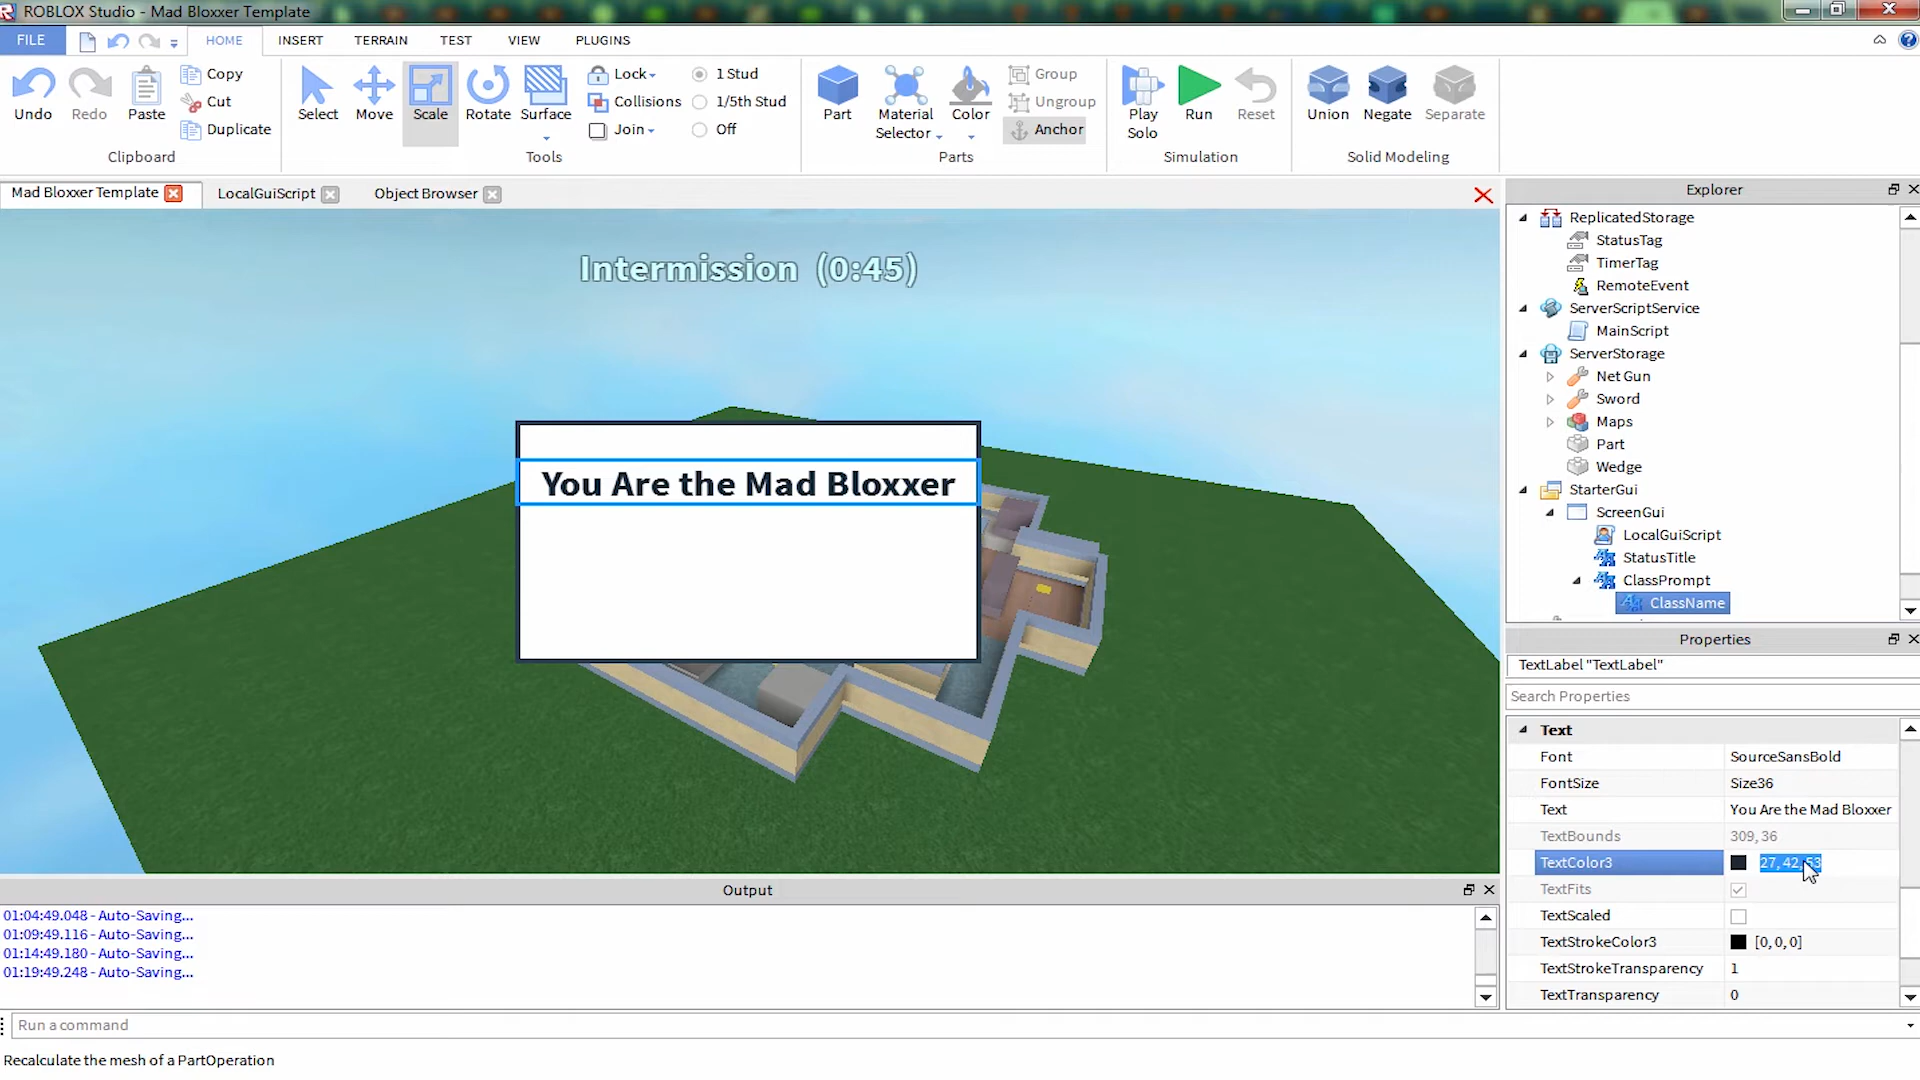 ROBLOX Studio - Mad Bloxxer Template
FILE
HOME
INSERT
TERRAIN
TEST
VIEW
PLUGINS
Undo
Redo
Paste
Copy
Cut
Duplicate
Clipboard
Select
Move
Scale
Rotate
Surface
Lock
Collisions
Join
1 Stud
1/5th Stud
Off
Tools
Part
Material
Selector
Color
Group
Ungroup
Anchor
Parts
Play
Solo
Run
Reset
Simulation
Union
Negate
Separate
Solid Modeling
Mad Bloxxer Template
LocalGuiScript
Object Browser
Intermission (0:45)
You Are the Mad Bloxxer
Explorer
ReplicatedStorage
StatusTag
TimerTag
RemoteEvent
ServerScriptService
MainScript
ServerStorage
Net Gun
Sword
Maps
Part
Wedge
StarterGui
ScreenGui
LocalGuiScript
StatusTitle
ClassPrompt
ClassName
Properties
TextLabel "TextLabel"
Search Properties
Text
Font SourceSansBold
FontSize Size36
Text You Are the Mad Bloxxer
TextBounds 309, 36
TextColor3 27, 42, 53
TextFits
TextScaled
TextStrokeColor3 [0, 0, 0]
TextStrokeTransparency 1
TextTransparency 0
Output
01:04:49.048 - Auto-Saving...
01:09:49.116 - Auto-Saving...
01:14:49.180 - Auto-Saving...
01:19:49.248 - Auto-Saving...
Run a command
Recalculate the mesh of a PartOperation